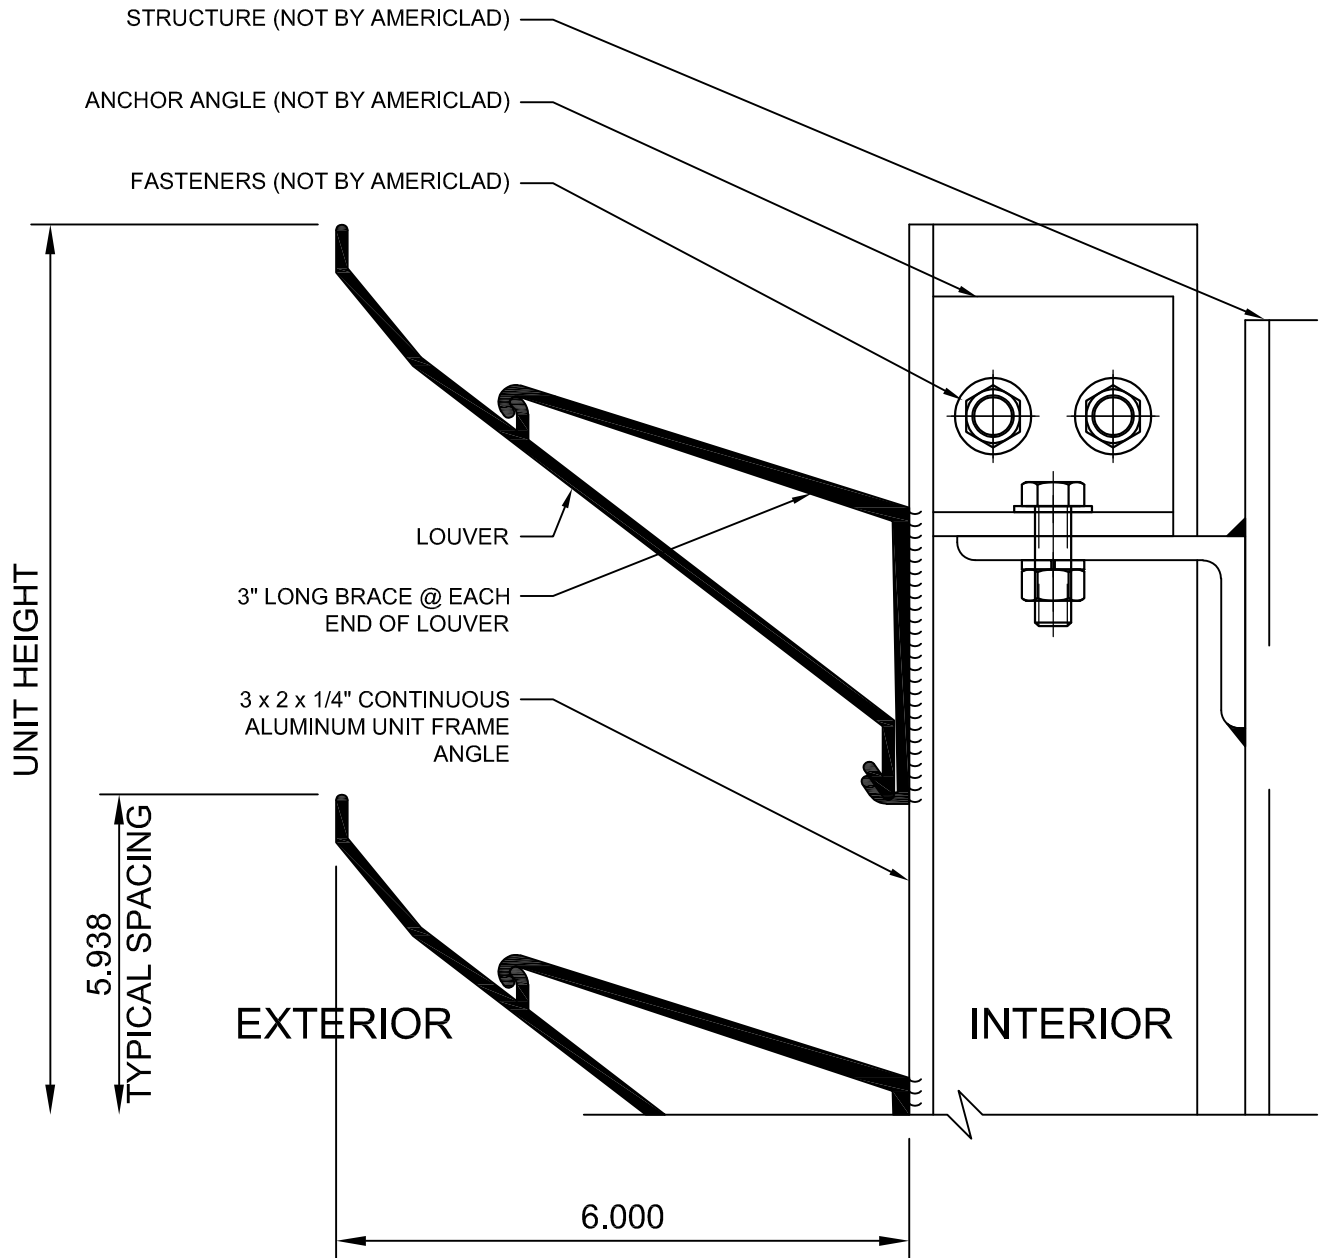 STRUCTURE (NOT BY AMERICLAD)
ANCHOR ANGLE (NOT BY AMERICLAD)
FASTENERS (NOT BY AMERICLAD)
LOUVER
3" LONG BRACE @ EACH
END OF LOUVER
3 x 2 x 1/4" CONTINUOUS
ALUMINUM UNIT FRAME
ANGLE
UNIT HEIGHT
5.938
TYPICAL SPACING
EXTERIOR
INTERIOR
6.000